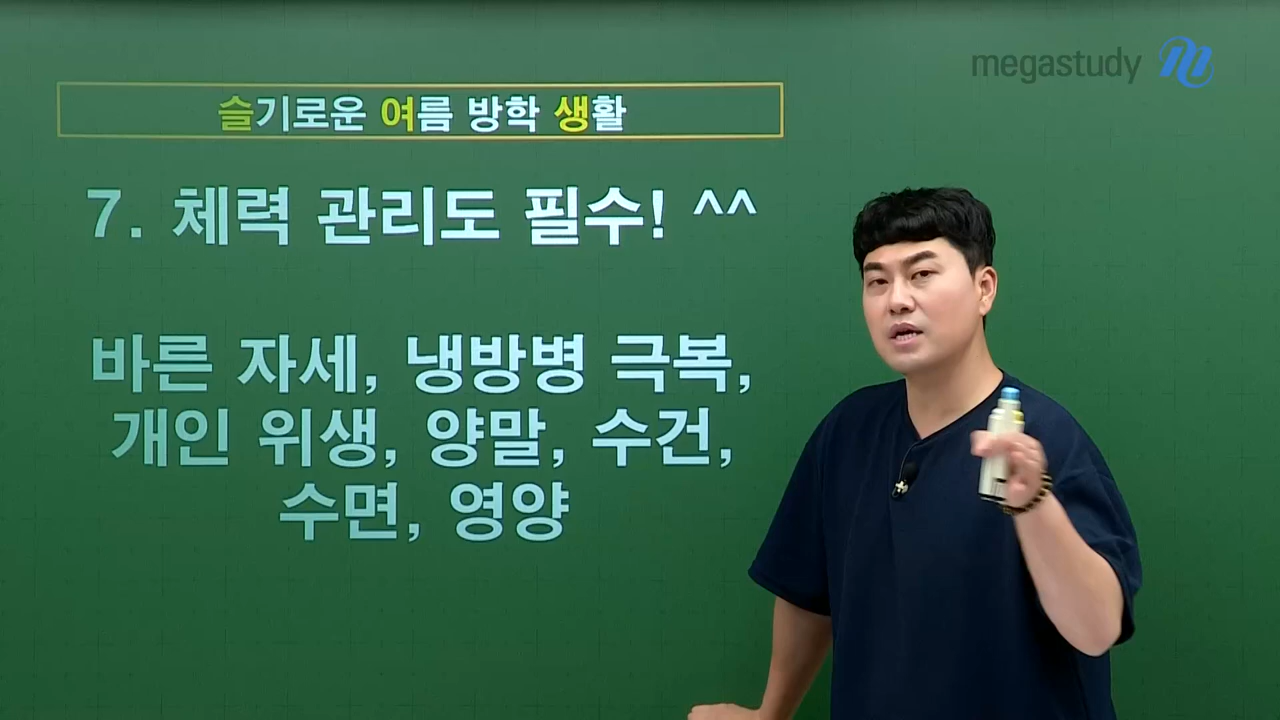 megastudy
슬기로운 여름 방학 생활
7. 체력 관리도 필수! ^^
바른 자세, 냉방병 극복,
개인 위생, 양말, 수건,
수면, 영양